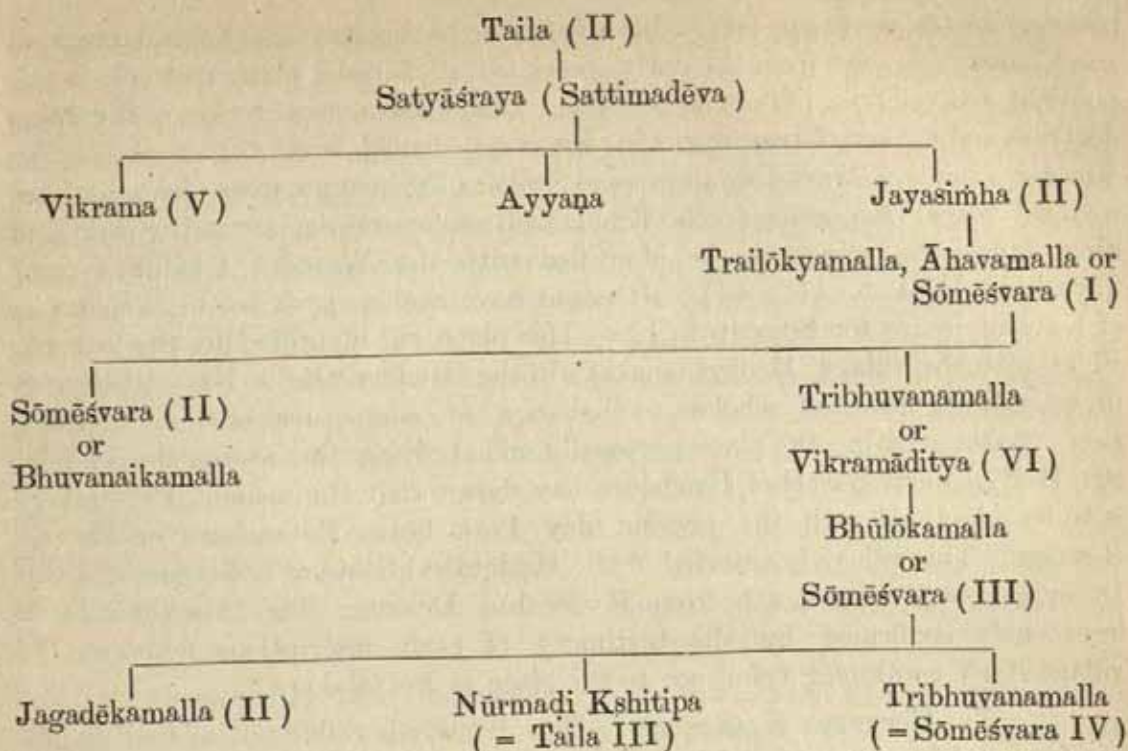 Taila (II)
Satyāśraya (Sattimadēva)
Vikrama (V) Ayyaṇa Jayasiṁha (II)
Trailōkyamalla, Āhavamalla or
Sōmēśvara (I)
Sōmēśvara (II)
or
Bhuvanaikamalla
Tribhuvanamalla
or
Vikramāditya (VI)
Bhūlōkamalla
or
Sōmēśvara (III)
Jagadēkamalla (II) Nūrmaḍi Kshitipa Tribhuvanamalla
(= Taila III) (= Sōmēśvara IV)